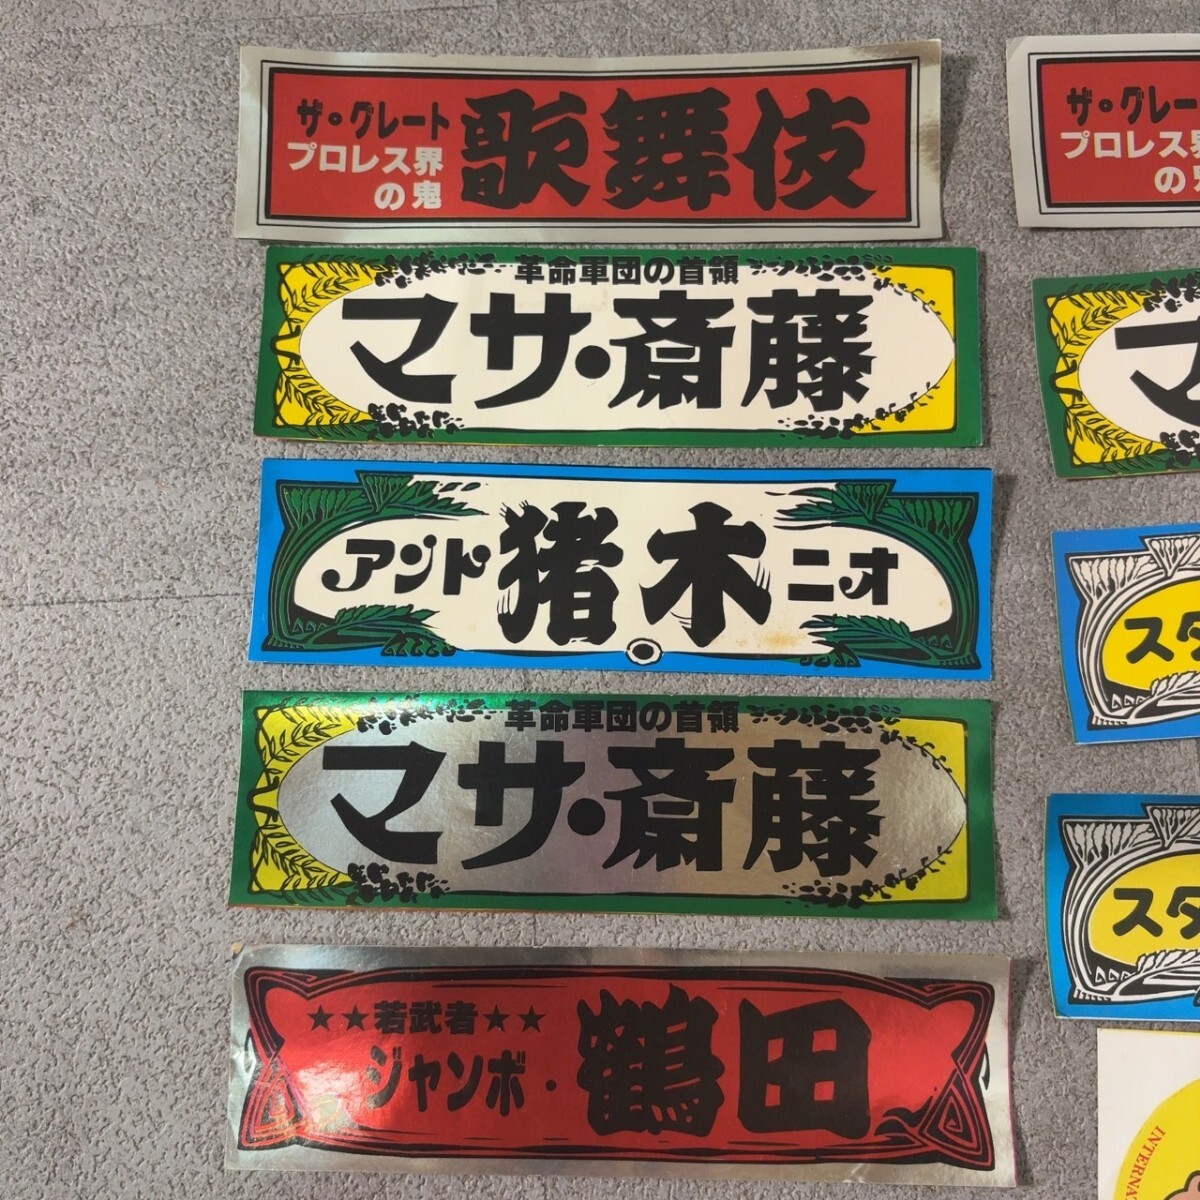 ザ・グレート
プロレス界
の鬼
歌舞伎
革命軍団の首領
マサ・斎藤
アンド 猪木 ニオ
革命軍団の首領
マサ・斎藤
★★若武者★★
ジャンボ・鶴田
ザ・グレー
プロレス界
の鬼
マ
スタ
スタ
INTERNA